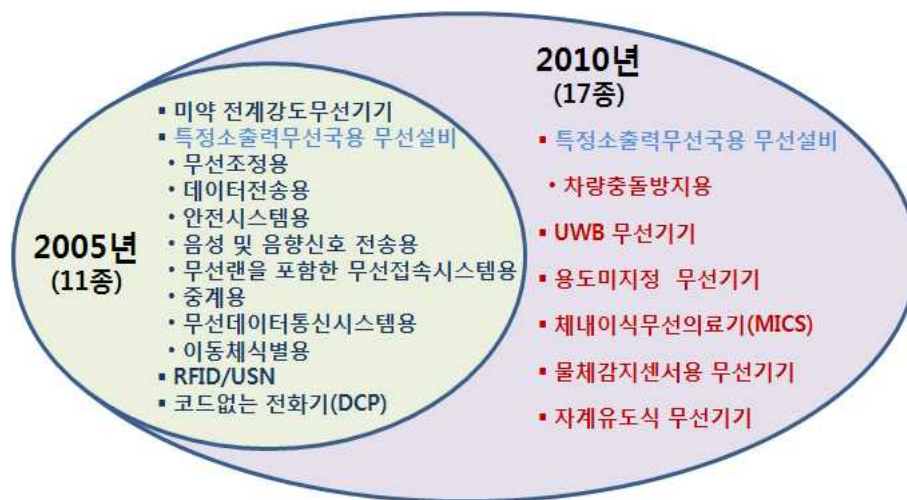 2005년
(11종)
▪ 미약 전계강도무선기기
▪ 특정소출력무선국용 무선설비
• 무선조정용
• 데이터전송용
• 안전시스템용
• 음성 및 음향신호 전송용
• 무선랜을 포함한 무선접속시스템용
• 중계용
• 무선데이터통신시스템용
• 이동체식별용
▪ RFID/USN
▪ 코드없는 전화기(DCP)
2010년
(17종)
▪ 특정소출력무선국용 무선설비
• 차량충돌방지용
▪ UWB 무선기기
▪ 용도미지정 무선기기
▪ 체내이식무선의료기(MICS)
▪ 물체감지센서용 무선기기
▪ 자계유도식 무선기기